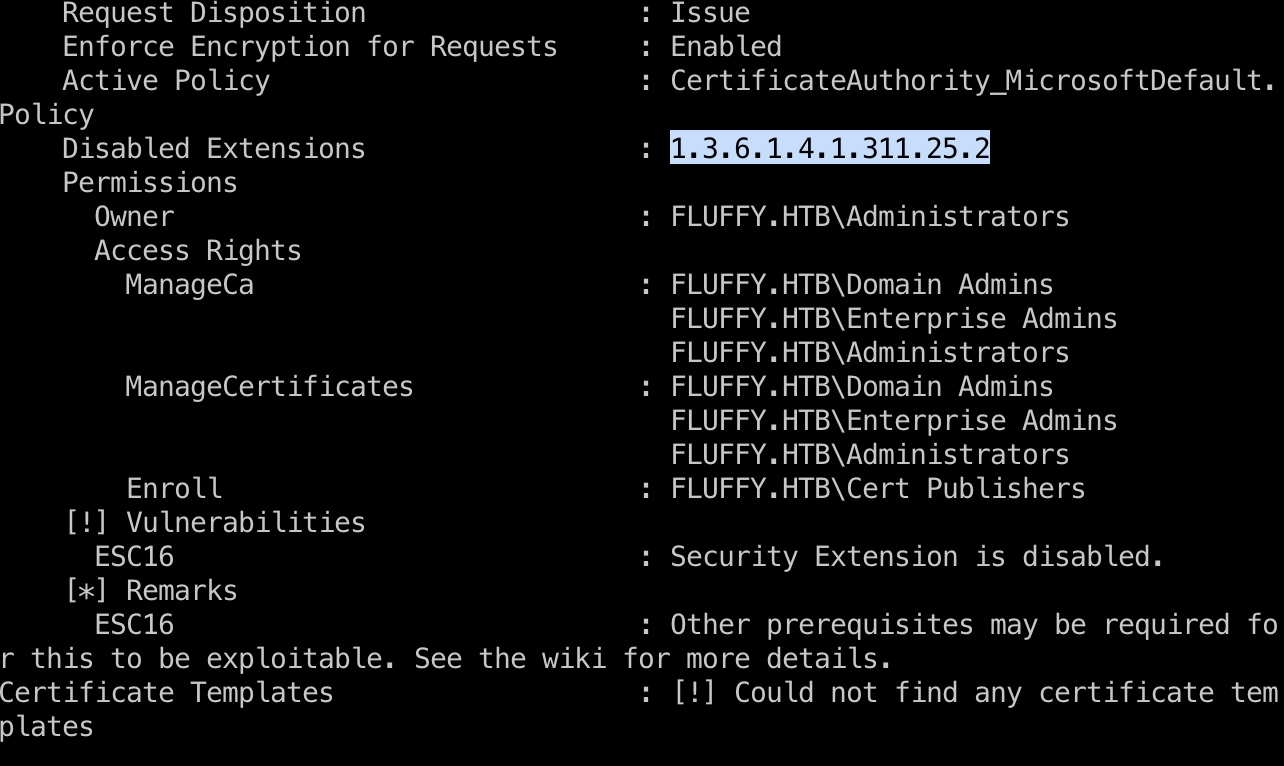 Request Disposition : Issue
Enforce Encryption for Requests : Enabled
Active Policy : CertificateAuthority_MicrosoftDefault.
Policy
Disabled Extensions : 1.3.6.1.4.1.311.25.2
Permissions
Owner : FLUFFY.HTB\Administrators
Access Rights
ManageCa : FLUFFY.HTB\Domain Admins
FLUFFY.HTB\Enterprise Admins
FLUFFY.HTB\Administrators
ManageCertificates : FLUFFY.HTB\Domain Admins
FLUFFY.HTB\Enterprise Admins
FLUFFY.HTB\Administrators
Enroll : FLUFFY.HTB\Cert Publishers
[!] Vulnerabilities
ESC16 : Security Extension is disabled.
[*] Remarks
ESC16 : Other prerequisites may be required fo
r this to be exploitable. See the wiki for more details.
Certificate Templates : [!] Could not find any certificate tem
plates